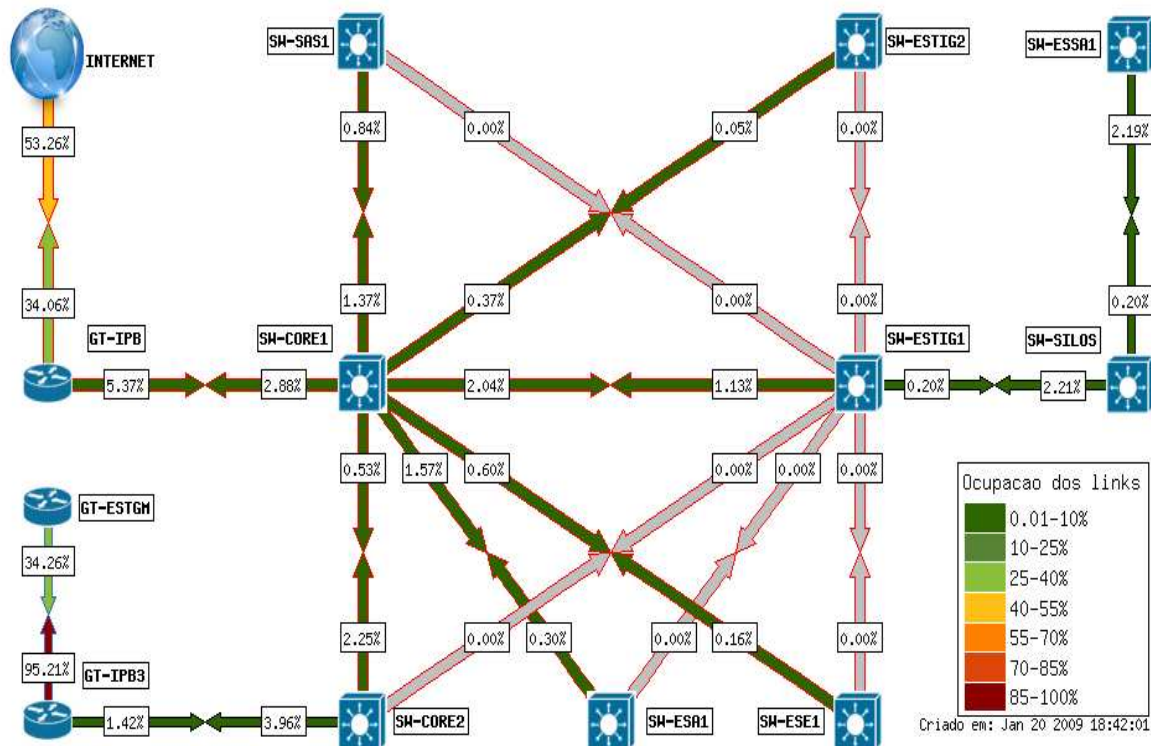 SW-SAS1
SW-ESTIG2
SW-ESSA1
INTERNET
53.26%
0.84%
0.00%
0.05%
0.00%
2.19%
34.06%
1.37%
0.37%
0.00%
0.00%
0.20%
GT-IPB
SW-CORE1
SW-ESTIG1
SW-SILOS
5.37%
2.88%
2.04%
1.13%
0.20%
2.21%
0.53%
1.57%
0.60%
0.00%
0.00%
0.00%
GT-ESTGM
34.26%
95.21%
2.25%
0.00%
0.30%
0.00%
0.16%
0.00%
GT-IPB3
1.42%
3.96%
SW-CORE2
SW-ESA1
SW-ESE1
Ocupacao dos links
0.01-10%
10-25%
25-40%
40-55%
55-70%
70-85%
85-100%
Criado em: Jan 20 2009 18:42:01